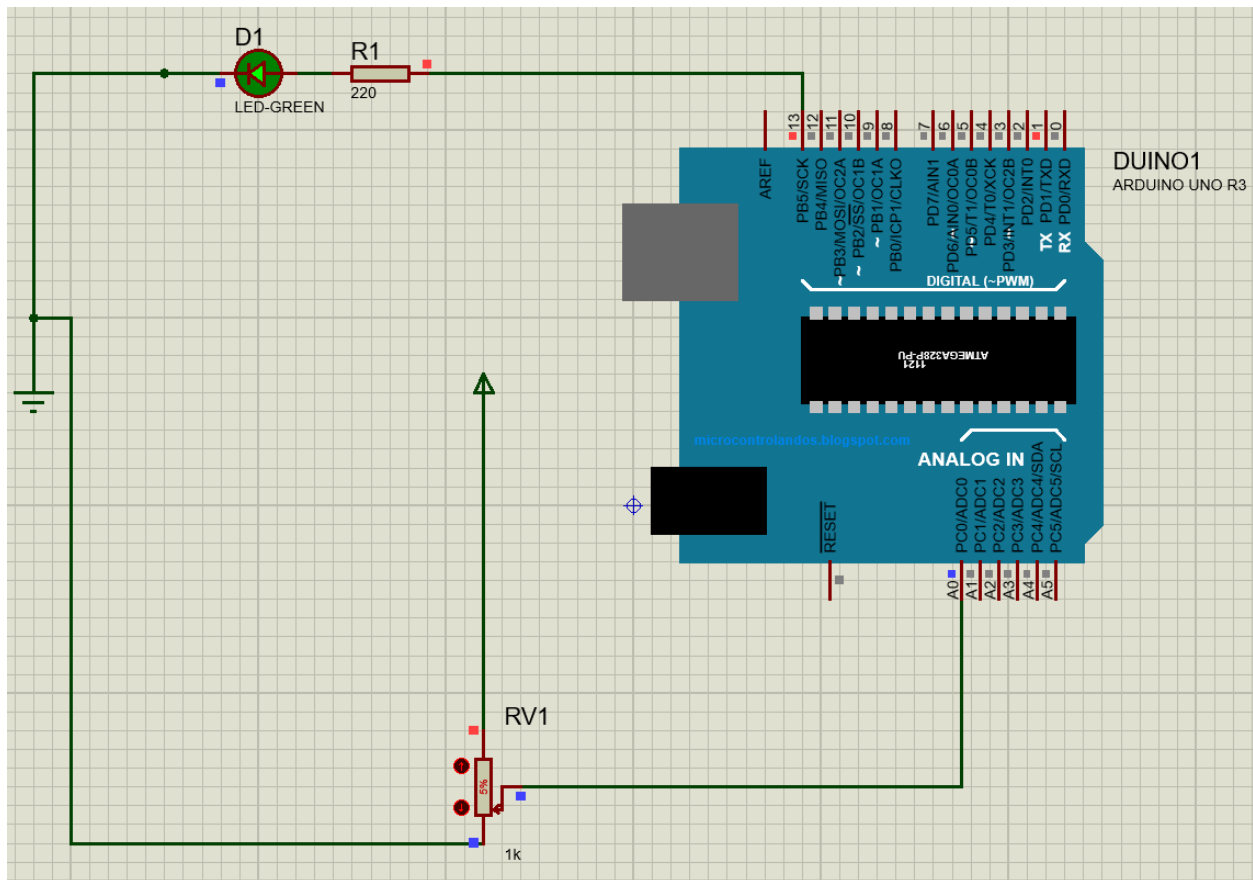 D1
R1
LED-GREEN
220
13
12
11
10
9
8
7
6
5
4
3
2
1
0
AREF
PB5/SCK
PB4/MISO
PB3/MOSI/OC2A
PB2/SS/OC1B
PB1/OC1A
PB0/ICP1/CLKO
PD7/AIN1
PD6/AIN0/OC0A
PD5/T1/OC0B
PD4/T0/XCK
PD3/INT1/OC2B
PD2/INT0
PD1/TXD
PD0/RXD
~
~
~
~
~
~
TX
RX
DIGITAL (~PWM)
DUINO1
ARDUINO UNO R3
ATMEGA328P-PU
1121
microcontrolandos.blogspot.com
ANALOG IN
RESET
PC0/ADC0
PC1/ADC1
PC2/ADC2
PC3/ADC3
PC4/ADC4/SDA
PC5/ADC5/SCL
A0
A1
A2
A3
A4
A5
RV1
5%
1k